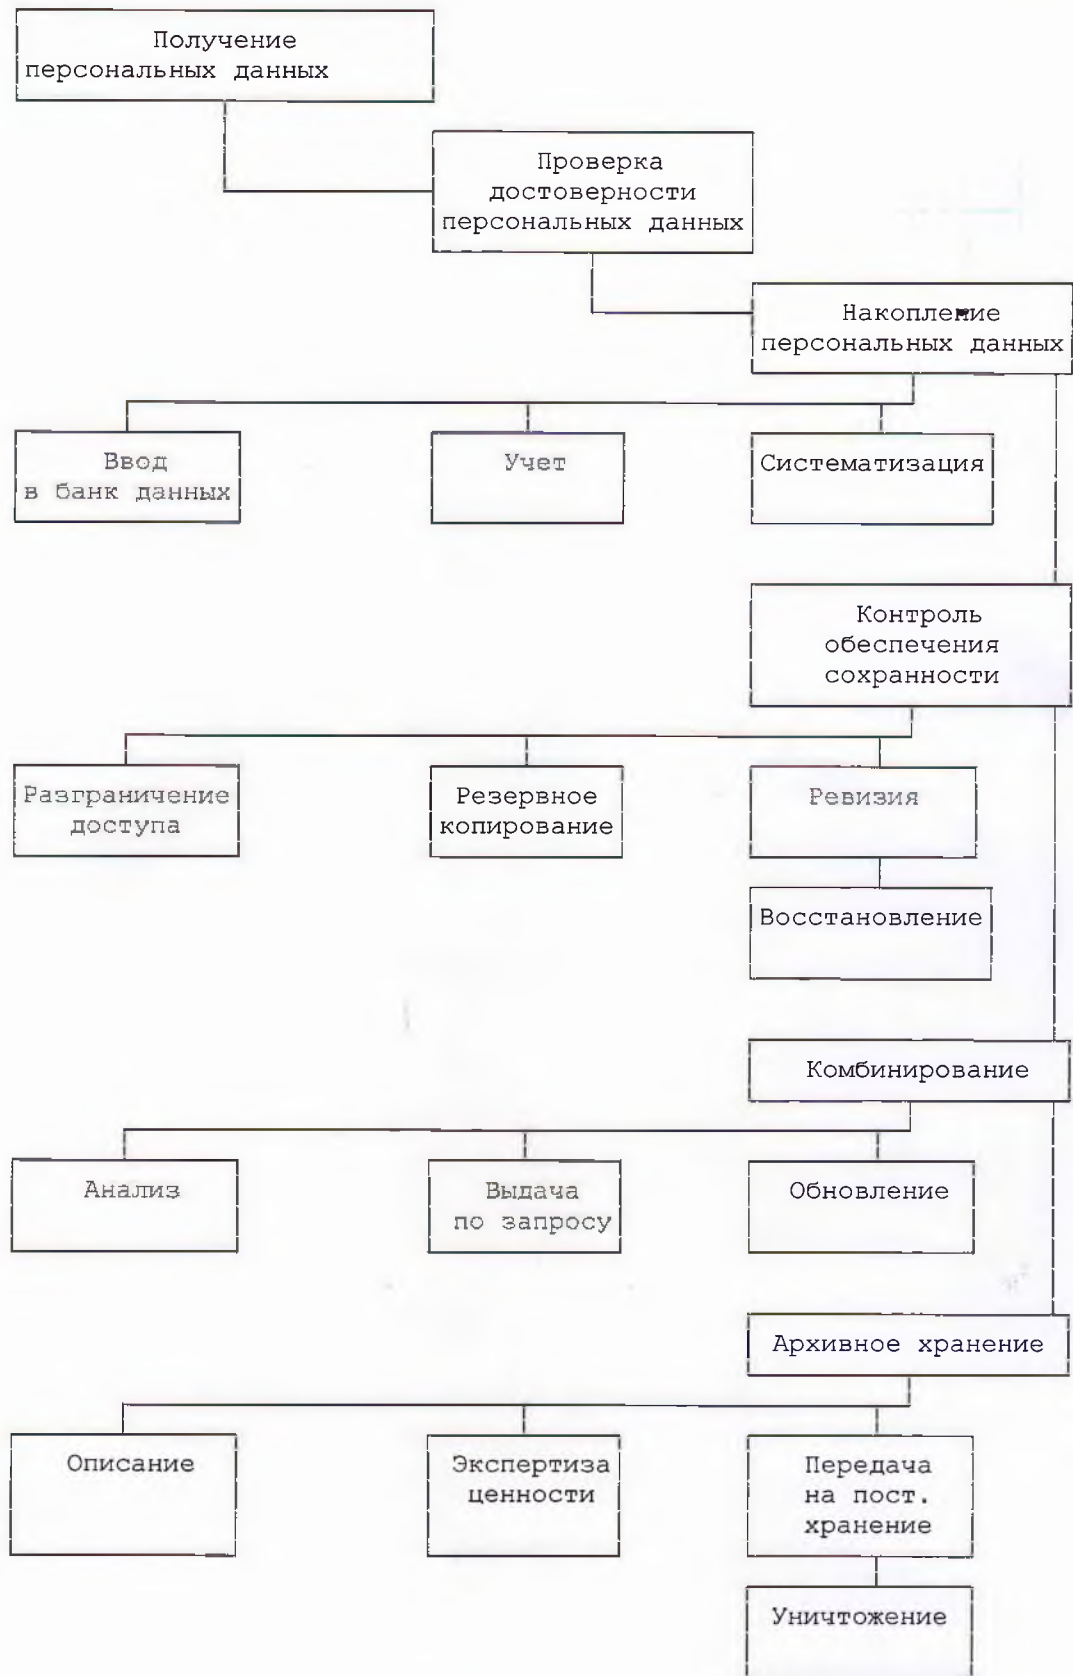 Получение
персональных данных
Проверка
достоверности
персональных данных
Накопление
персональных данных
Ввод
в банк данных
Учет
Систематизация
Контроль
обеспечения
сохранности
Разграничение
доступа
Резервное
копирование
Ревизия
Восстановление
Комбинирование
Анализ
Выдача
по запросу
Обновление
Архивное хранение
Описание
Экспертиза
ценности
Передача
на пост.
хранение
Уничтожение